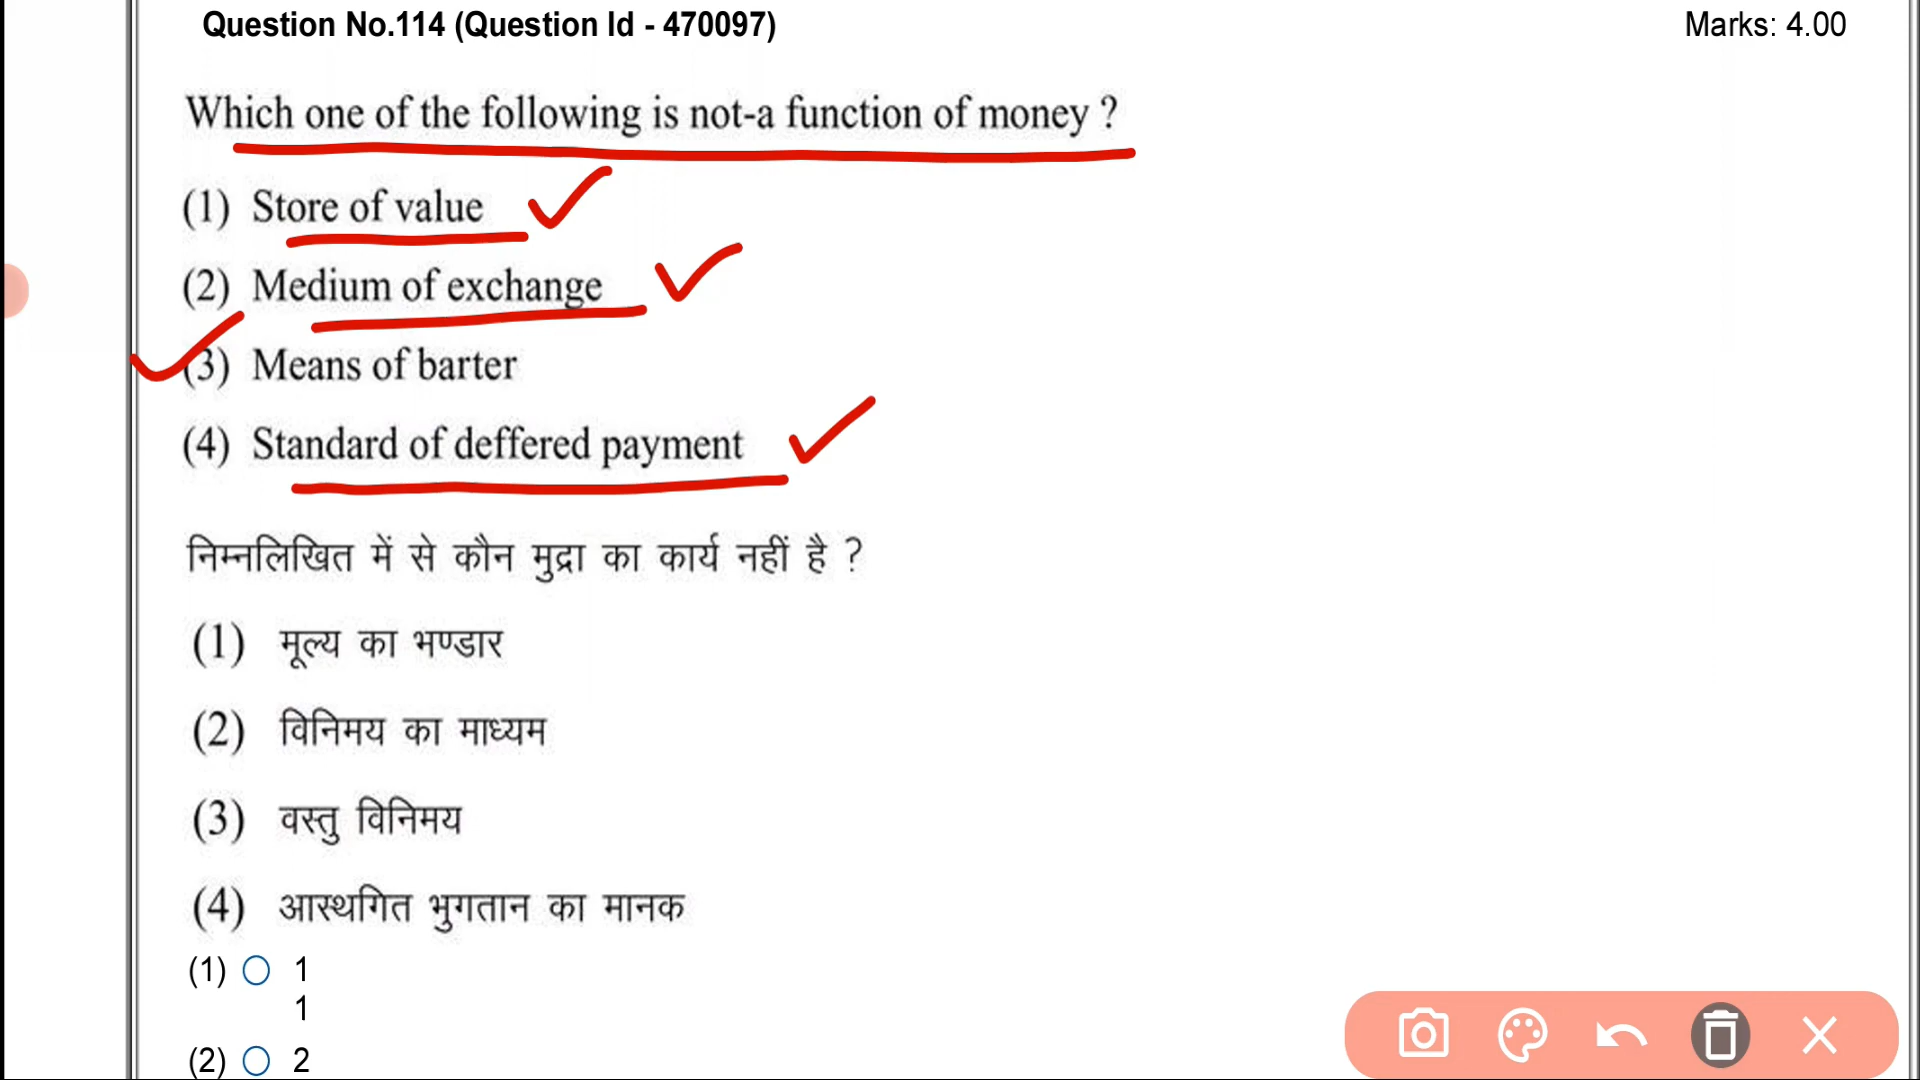 Question No.114 (Question Id - 470097)
Marks: 4.00
Which one of the following is not-a function of money ?
(1) Store of value
(2) Medium of exchange
(3) Means of barter
(4) Standard of deffered payment
निम्नलिखित में से कौन मुद्रा का कार्य नहीं है ?
(1) मूल्य का भण्डार
(2) विनिमय का माध्यम
(3) वस्तु विनिमय
(4) आस्थगित भुगतान का मानक
(1) 1
1
(2) 2